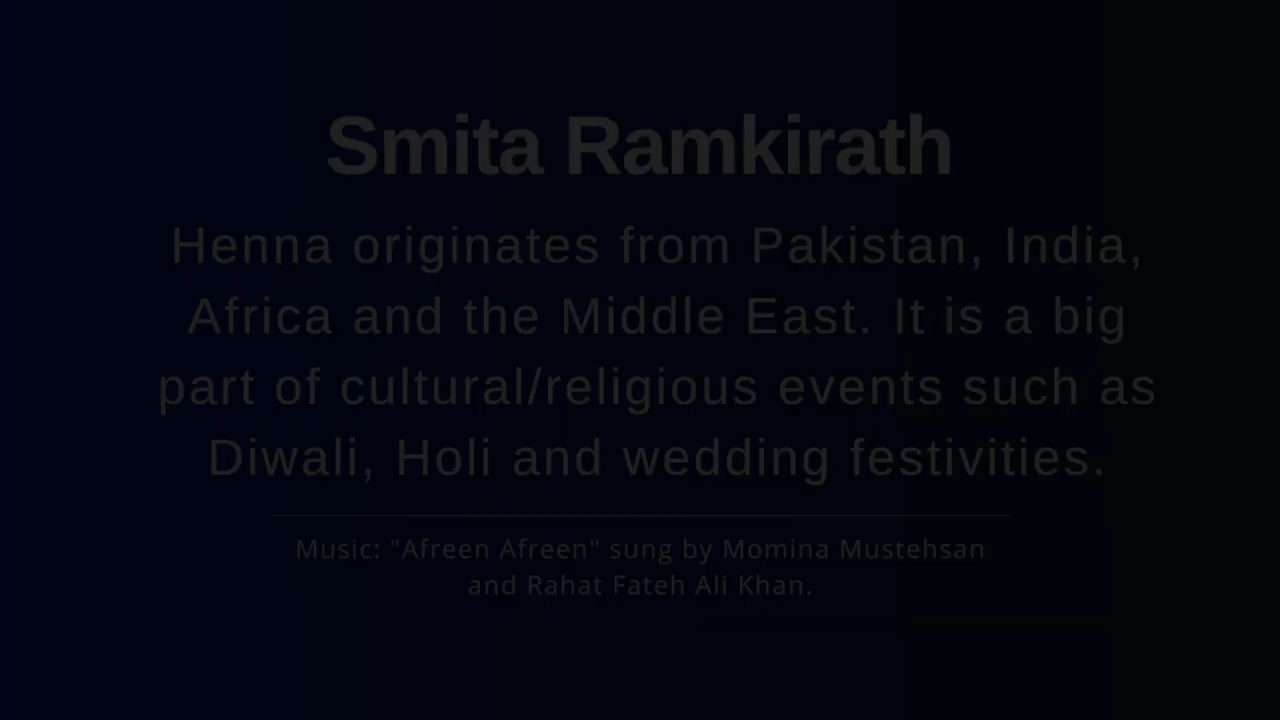 Smita Ramkirath
Henna originates from Pakistan, India,
Africa and the Middle East. It is a big
part of cultural/religious events such as
Diwali, Holi and wedding festivities.
Music: "Afreen Afreen" sung by Momina Mustehsan
and Rahat Fateh Ali Khan.